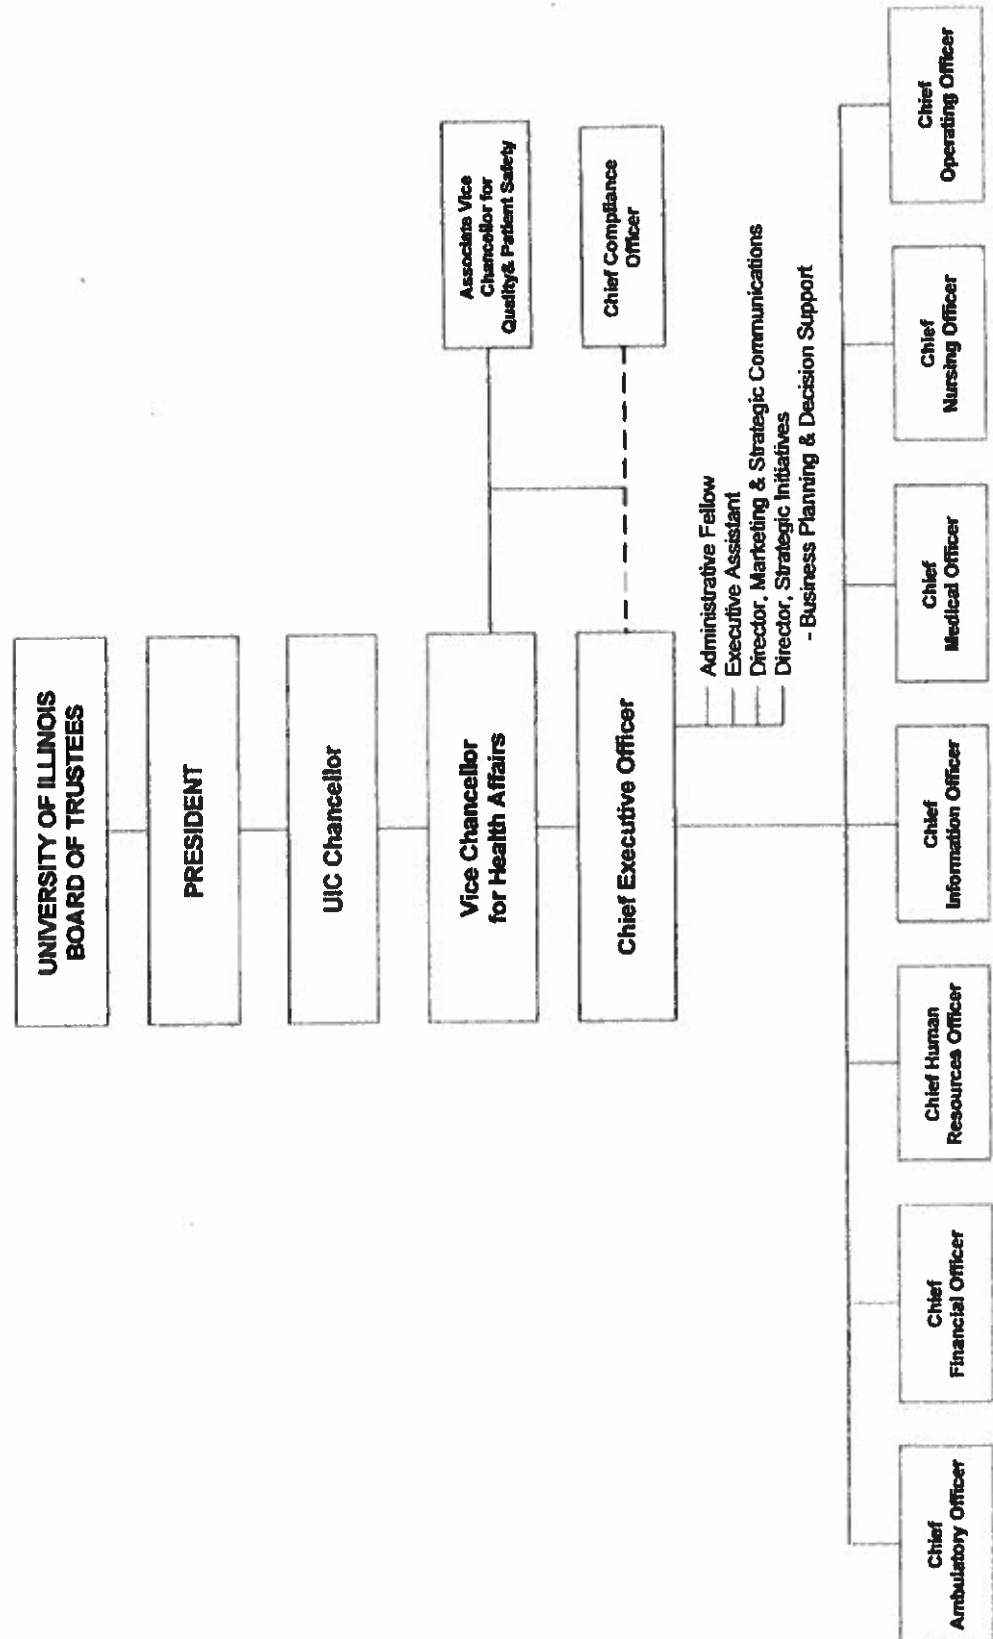 UNIVERSITY OF ILLINOIS
BOARD OF TRUSTEES
PRESIDENT
UIC Chancellor
Vice Chancellor
for Health Affairs
Associate Vice
Chancellor for
Quality& Patient Safety
Chief Executive Officer
Chief Compliance
Officer
Administrative Fellow
Executive Assistant
Director, Marketing & Strategic Communications
Director, Strategic Initiatives
- Business Planning & Decision Support
Chief
Ambulatory Officer
Chief
Financial Officer
Chief Human
Resources Officer
Chief
Information Officer
Chief
Medical Officer
Chief
Nursing Officer
Chief
Operating Officer